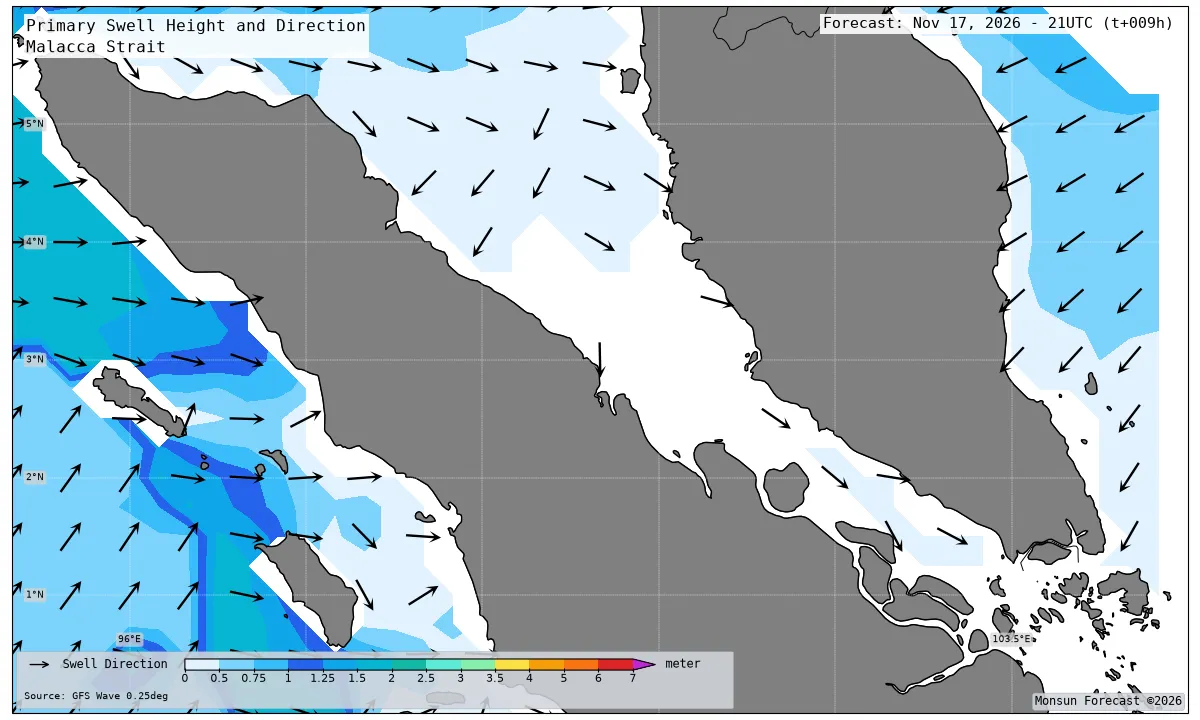 Primary Swell Height and Direction
Malacca Strait
Forecast: Nov 17, 2026 - 21UTC (t+009h)
5°N
4°N
3°N
2°N
1°N
96°E
103.5°E
Swell Direction
0 0.5 0.75 1 1.25 1.5 2 2.5 3 3.5 4 5 6 7
meter
Source: GFS Wave 0.25deg
Monsun Forecast ©2026